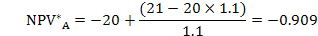 NPV*A = −20 + (21 − 20 × 1.1) / 1.1 = −0.909